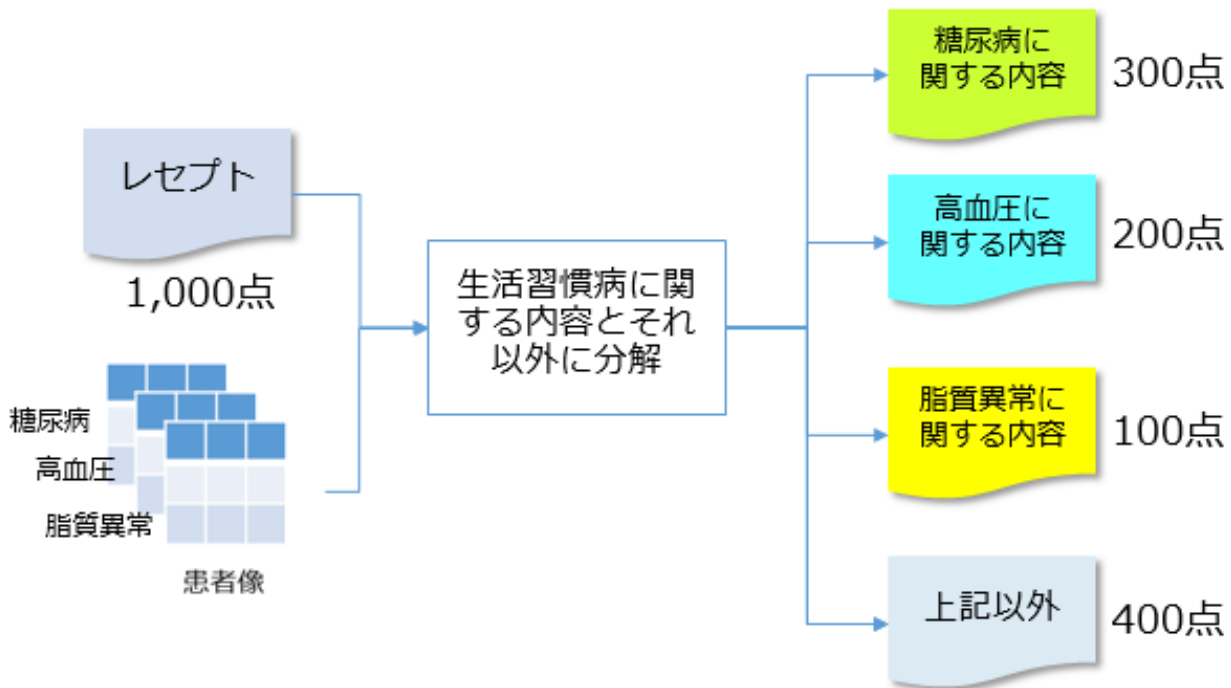 レセプト
1,000点
糖尿病
高血圧
脂質異常
患者像
生活習慣病に関
する内容とそれ
以外に分解
糖尿病に
関する内容
300点
高血圧に
関する内容
200点
脂質異常に
関する内容
100点
上記以外
400点